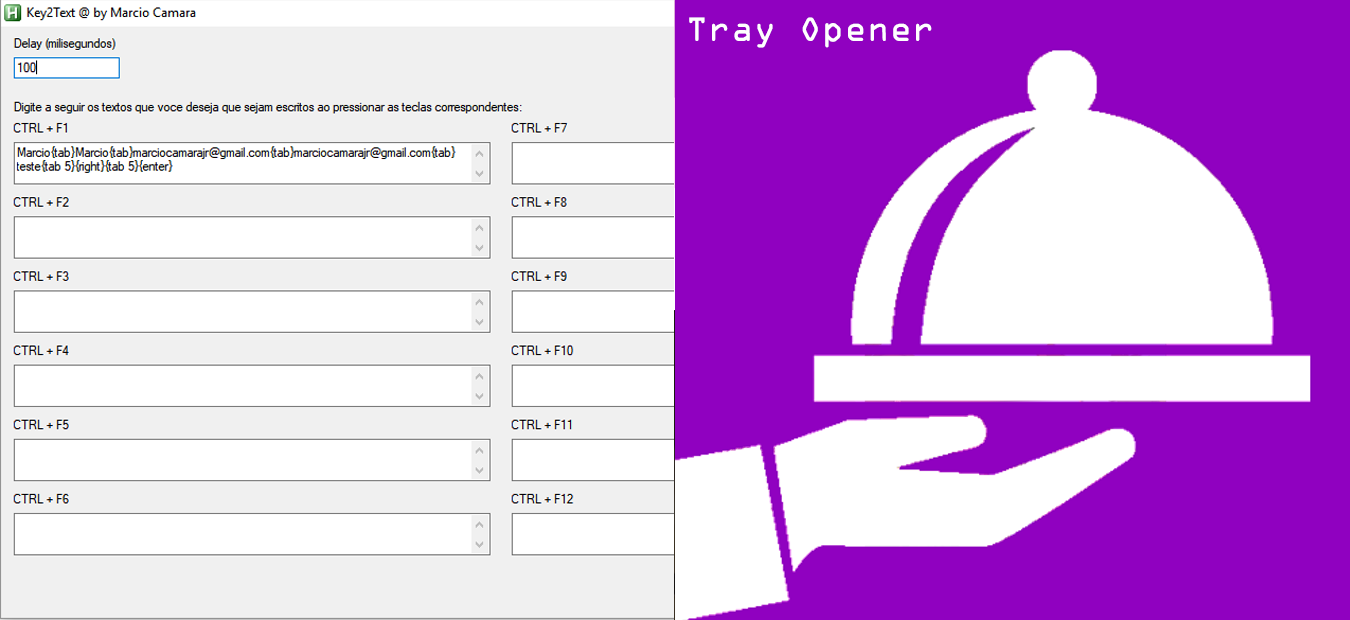 Key2Text @ by Marcio Camara
Delay (milisegundos)
100
Digite a seguir os textos que voce deseja que sejam escritos ao pressionar as teclas correspondentes:
CTRL + F1
Marcio{tab}Marcio{tab}marciocamarajr@gmail.com{tab}marciocamarajr@gmail.com{tab}
teste{tab 5}{right}{tab 5}{enter}
CTRL + F2
CTRL + F3
CTRL + F4
CTRL + F5
CTRL + F6
CTRL + F7
CTRL + F8
CTRL + F9
CTRL + F10
CTRL + F11
CTRL + F12
Tray Opener